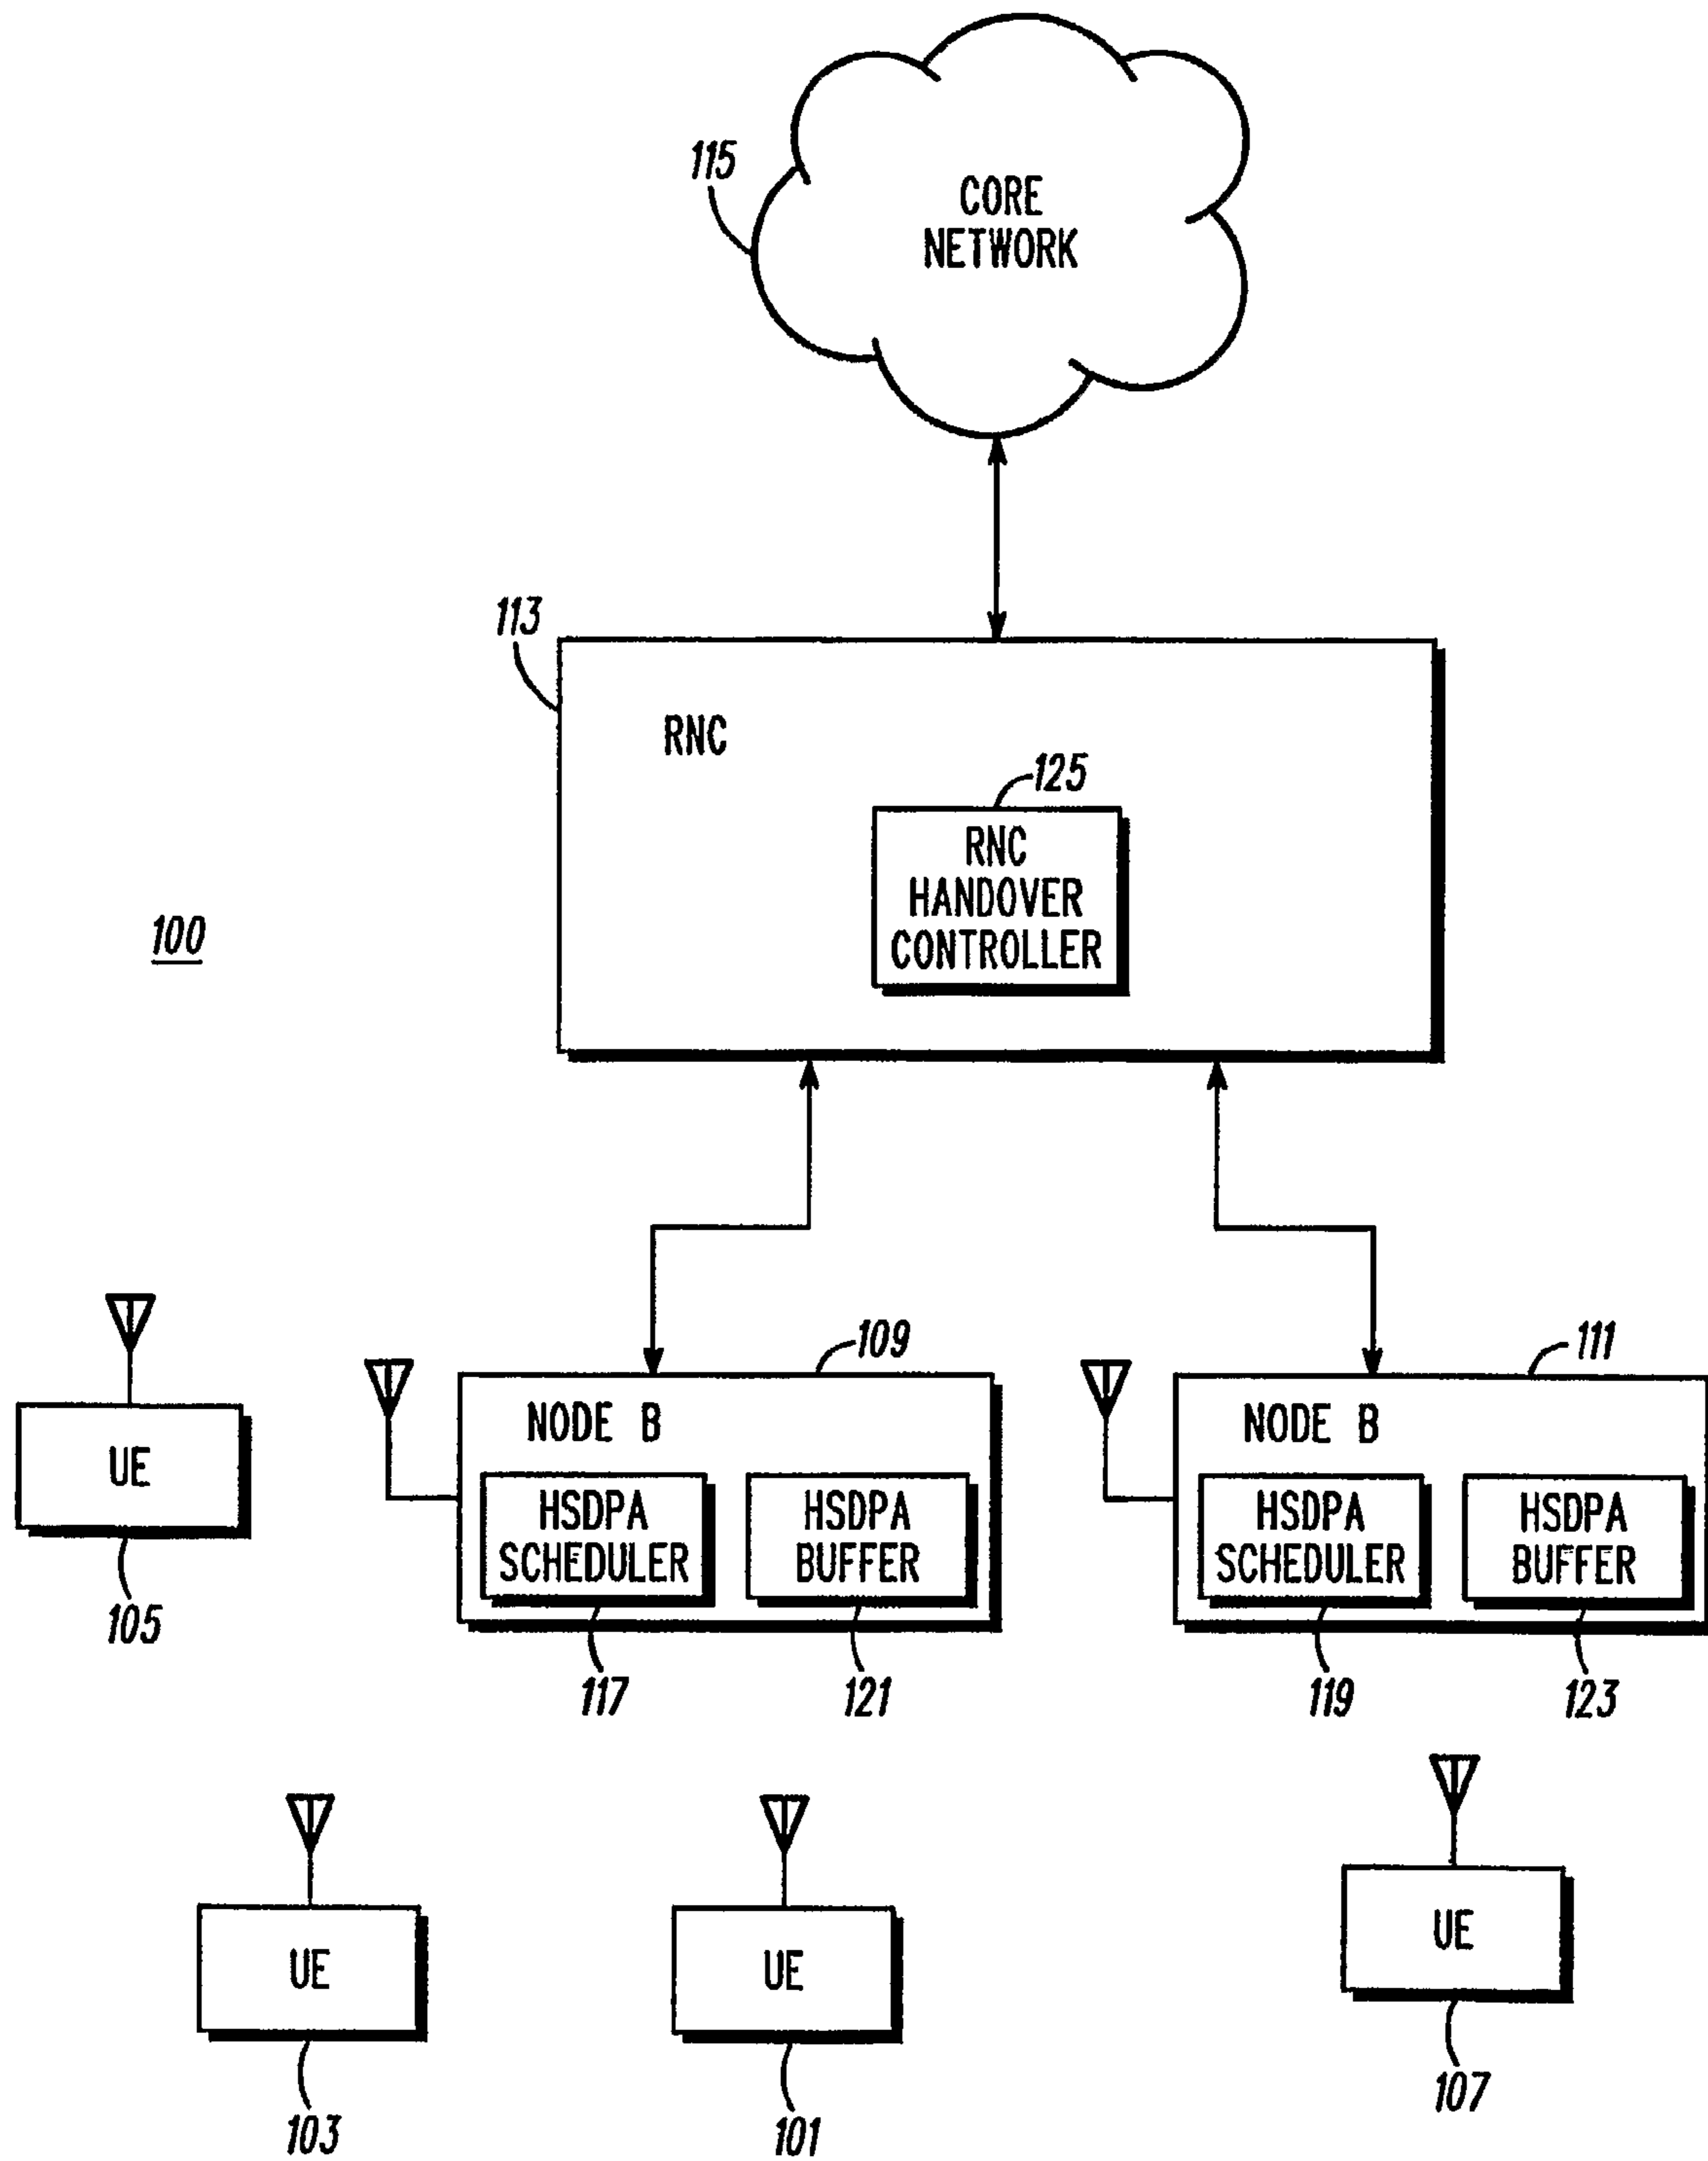 115
CORE
NETWORK
113
RNC
125
RNC
HANDOVER
CONTROLLER
100
109
111
NODE B
NODE B
UE
HSDPA
SCHEDULER
HSDPA
BUFFER
HSDPA
SCHEDULER
HSDPA
BUFFER
105
117
121
119
123
UE
UE
UE
103
101
107